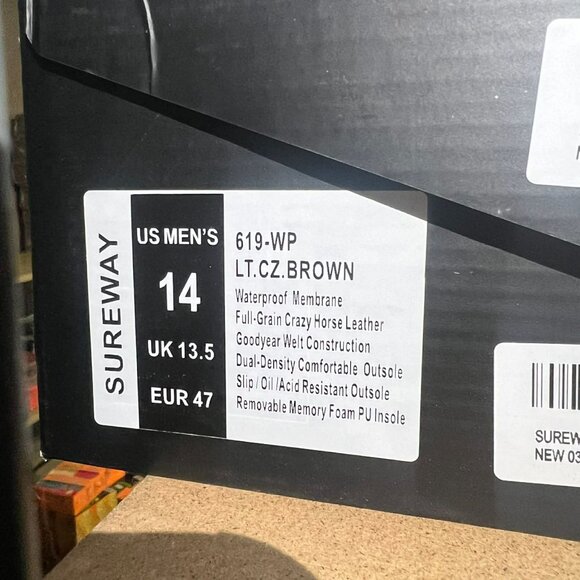 SUREWAY
US MEN'S
14
UK 13.5
EUR 47
619-WP
LT.CZ.BROWN
Waterproof Membrane
Full-Grain Crazy Horse Leather
Goodyear Welt Construction
Dual-Density Comfortable Outsole
Slip / Oil /Acid Resistant Outsole
Removable Memory Foam PU Insole
NEW 03